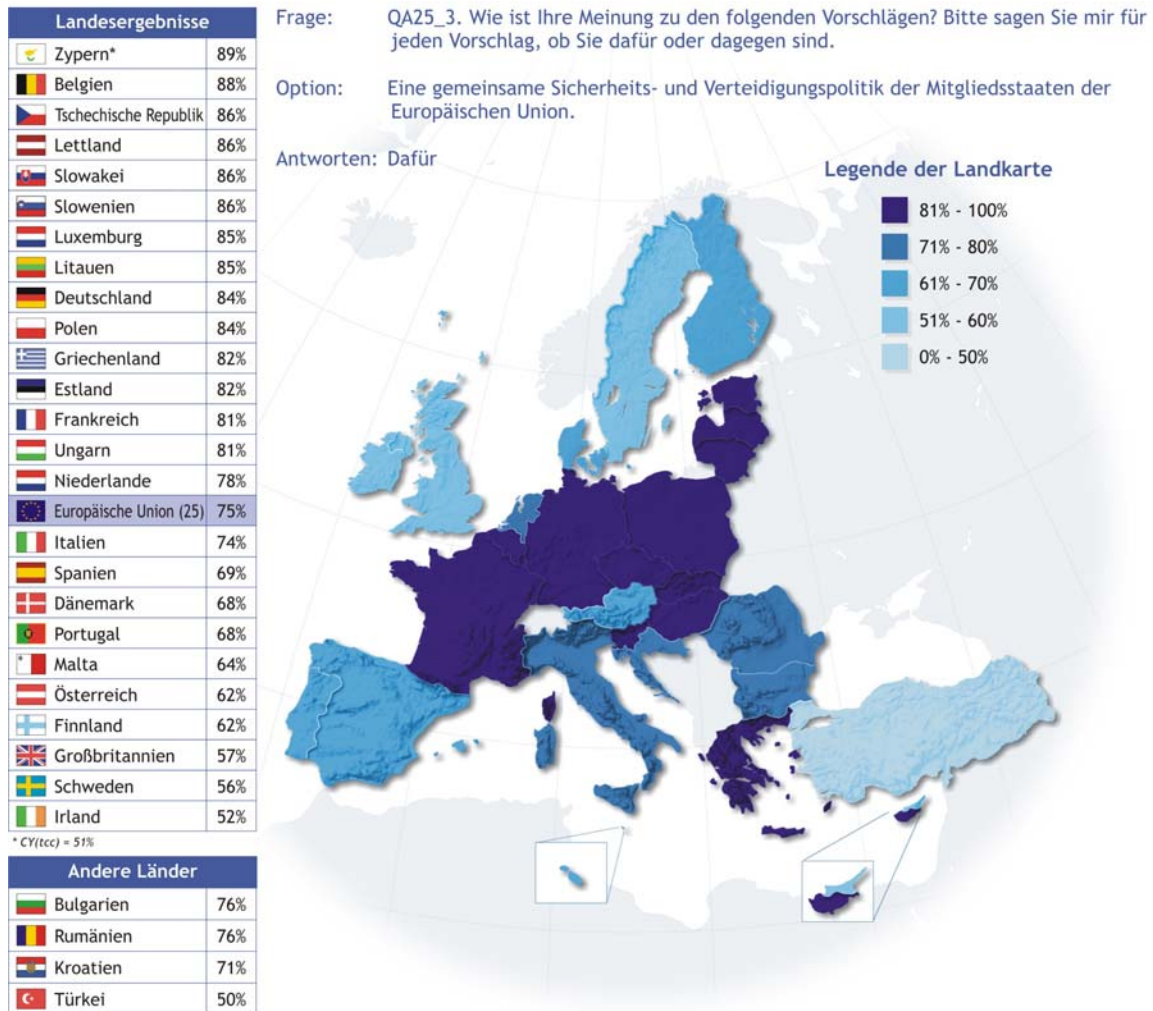 Landesergebnisse
Zypern* 89%
Belgien 88%
Tschechische Republik 86%
Lettland 86%
Slowakei 86%
Slowenien 86%
Luxemburg 85%
Litauen 85%
Deutschland 84%
Polen 84%
Griechenland 82%
Estland 82%
Frankreich 81%
Ungarn 81%
Niederlande 78%
Europäische Union (25) 75%
Italien 74%
Spanien 69%
Dänemark 68%
Portugal 68%
Malta 64%
Österreich 62%
Finnland 62%
Großbritannien 57%
Schweden 56%
Irland 52%
* CY(tcc) = 51%
Andere Länder
Bulgarien 76%
Rumänien 76%
Kroatien 71%
Türkei 50%
Frage: QA25_3. Wie ist Ihre Meinung zu den folgenden Vorschlägen? Bitte sagen Sie mir für
jeden Vorschlag, ob Sie dafür oder dagegen sind.
Option: Eine gemeinsame Sicherheits- und Verteidigungspolitik der Mitgliedsstaaten der
Europäischen Union.
Antworten: Dafür
Legende der Landkarte
81% - 100%
71% - 80%
61% - 70%
51% - 60%
0% - 50%